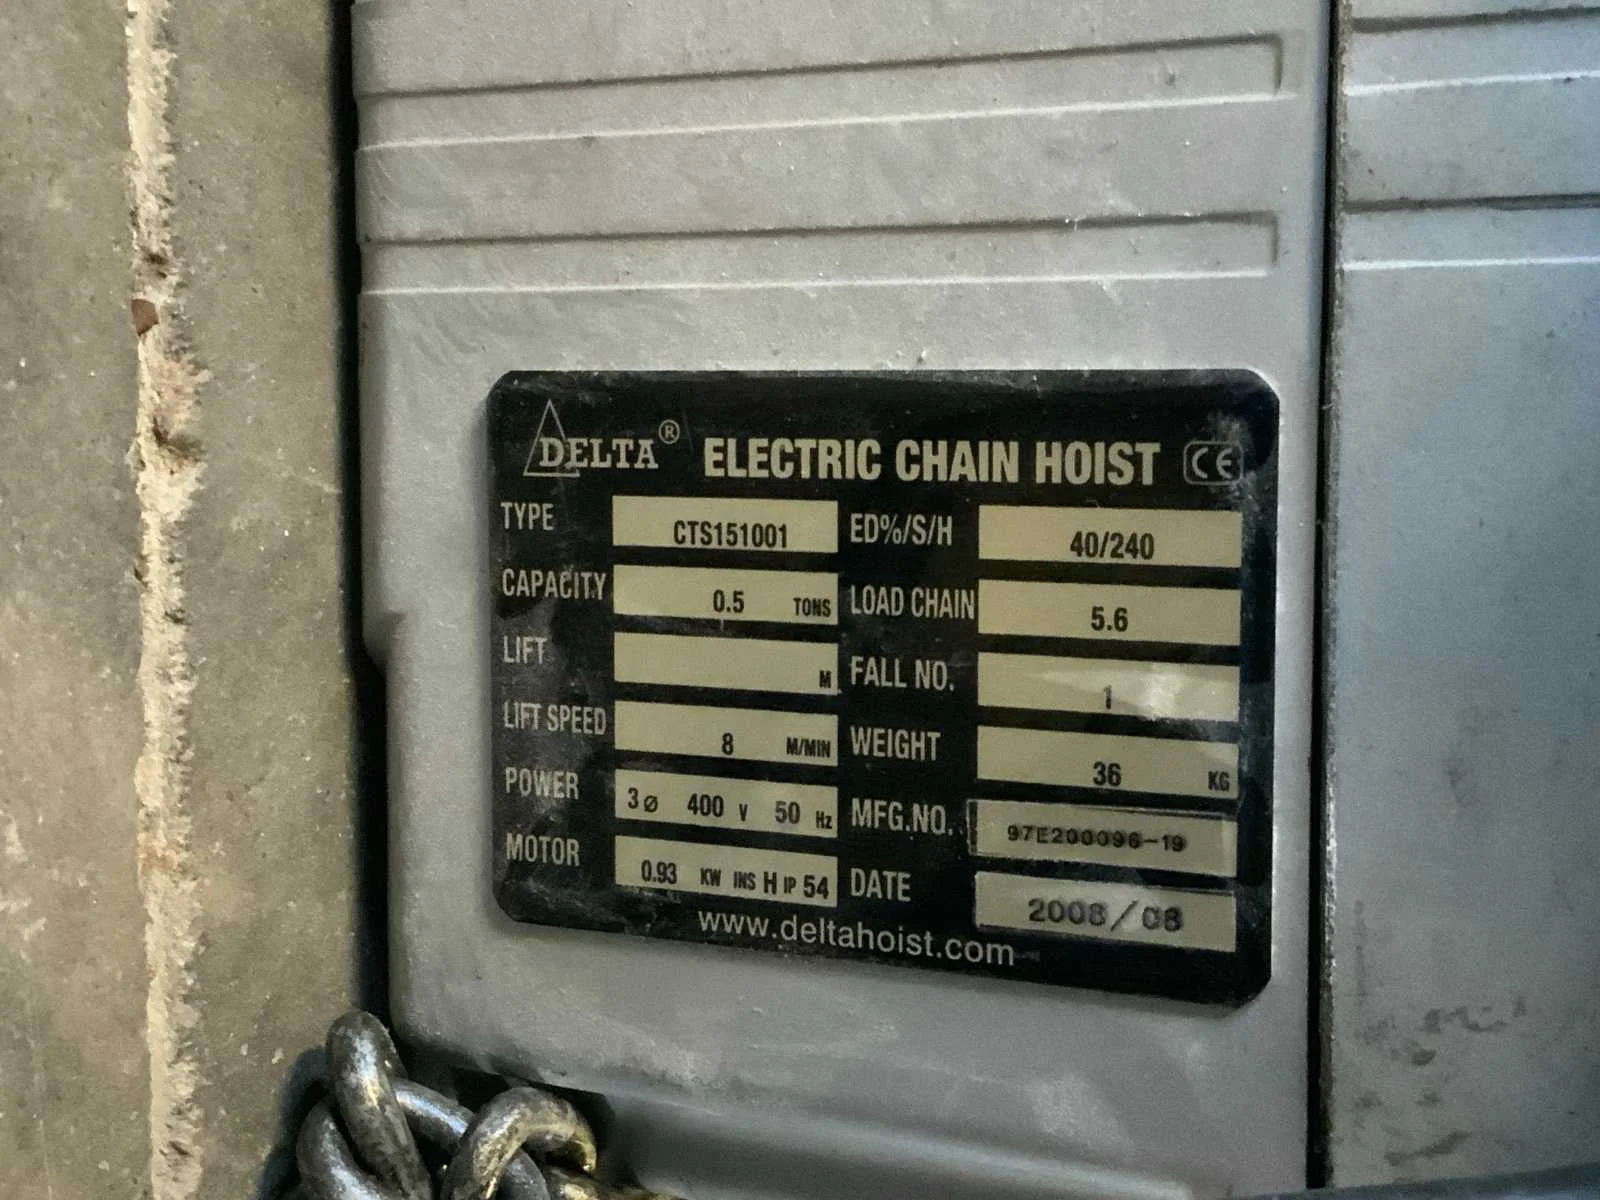 DELTA® ELECTRIC CHAIN HOIST CE
TYPE CTS151001 ED%/S/H 40/240
CAPACITY 0.5 TONS LOAD CHAIN 5.6
LIFT M FALL NO. 1
LIFT SPEED 8 M/MIN WEIGHT 36 KG
POWER 3 ø 400 V 50 Hz MFG.NO. 97E200096-19
MOTOR 0.93 KW INS H IP 54 DATE 2008/08
www.deltahoist.com